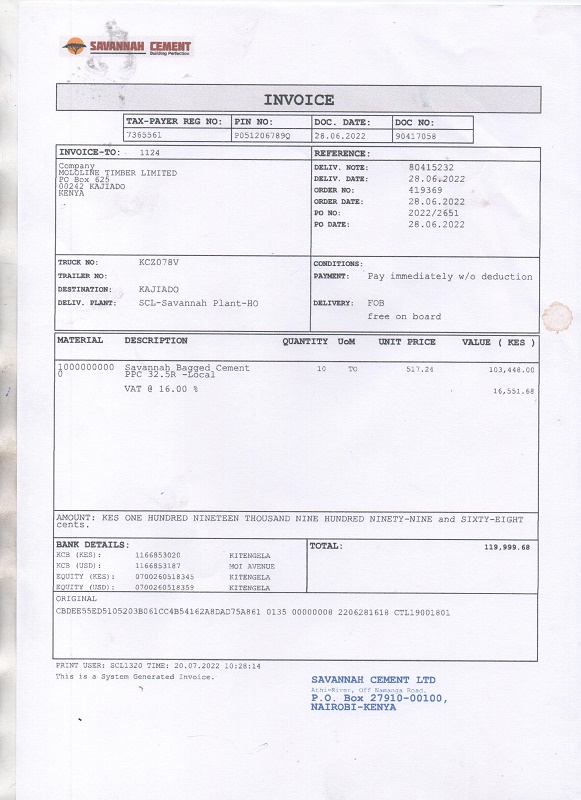 SAVANNAH CEMENT
Building Perfection
INVOICE
TAX-PAYER REG NO: PIN NO: DOC. DATE: DOC NO:
7365561 P051206789Q 28.06.2022 90417058
INVOICE-TO: 1124 REFERENCE:
Company
MOLOLINE TIMBER LIMITED
PO Box 625
00242 KAJIADO
KENYA
DELIV. NOTE: 80415232
DELIV. DATE: 28.06.2022
ORDER NO: 419369
ORDER DATE: 28.06.2022
PO NO: 2022/2651
PO DATE: 28.06.2022
TRUCK NO: KCZ078V
TRAILER NO:
DESTINATION: KAJIADO
DELIV. PLANT: SCL-Savannah Plant-HO
CONDITIONS:
PAYMENT: Pay immediately w/o deduction
DELIVERY: FOB
free on board
MATERIAL DESCRIPTION QUANTITY UoM UNIT PRICE VALUE ( KES )
1000000000 Savannah Bagged Cement 10 TO 517.24 103,448.00
0 PPC 32.5R -Local
VAT @ 16.00 % 16,551.68
AMOUNT: KES ONE HUNDRED NINETEEN THOUSAND NINE HUNDRED NINETY-NINE and SIXTY-EIGHT
cents.
BANK DETAILS: TOTAL: 119,999.68
KCB (KES): 1166853020 KITENGELA
KCB (USD): 1166853187 MOI AVENUE
EQUITY (KES): 0700260518345 KITENGELA
EQUITY (USD): 0700260518359 KITENGELA
ORIGINAL
CBDEE55ED5105203B061CC4B54162A8DAD75A861 0135 00000008 2206281618 CTL19001801
PRINT USER: SCL1320 TIME: 20.07.2022 10:28:14
This is a System Generated Invoice.
SAVANNAH CEMENT LTD
Athi-River, Off Namanga Road.
P.O. Box 27910-00100,
NAIROBI-KENYA